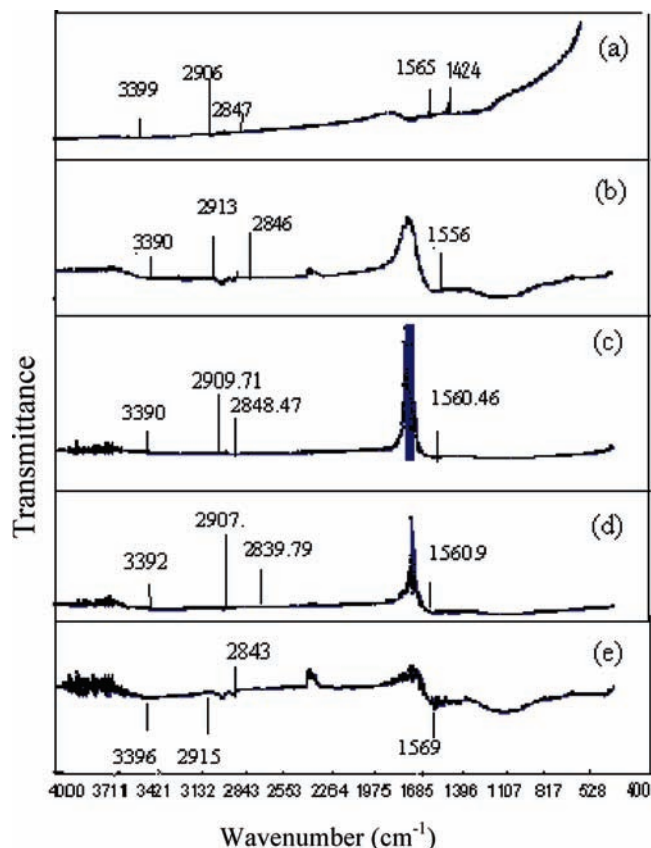 (a)
2906
1565
1424
3399
2847
(b)
2913
2846
3390
1556
(c)
2909.71
3390
2848.47
1560.46
(d)
2907.
2839.79
1560.9
3392
(e)
2843
3396
2915
1569
Transmittance
4000 3711 3421 3132 2843 2553 2264 1975 1685 1396 1107 817 528 400
Wavenumber (cm⁻¹)